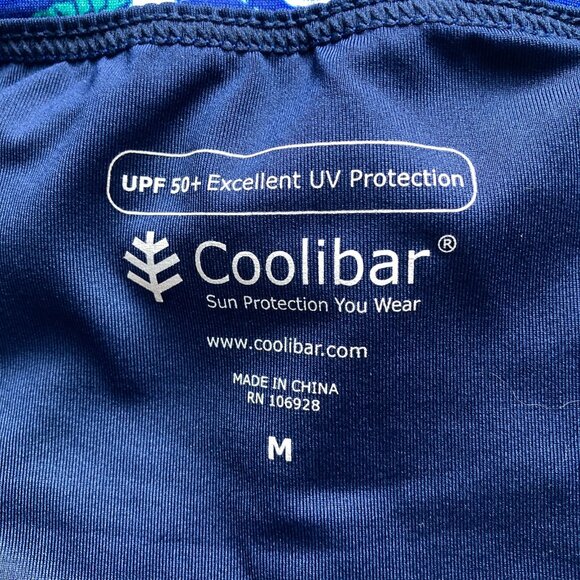 UPF 50+ Excellent UV Protection
Coolibar®
Sun Protection You Wear
www.coolibar.com
MADE IN CHINA
RN 106928
M